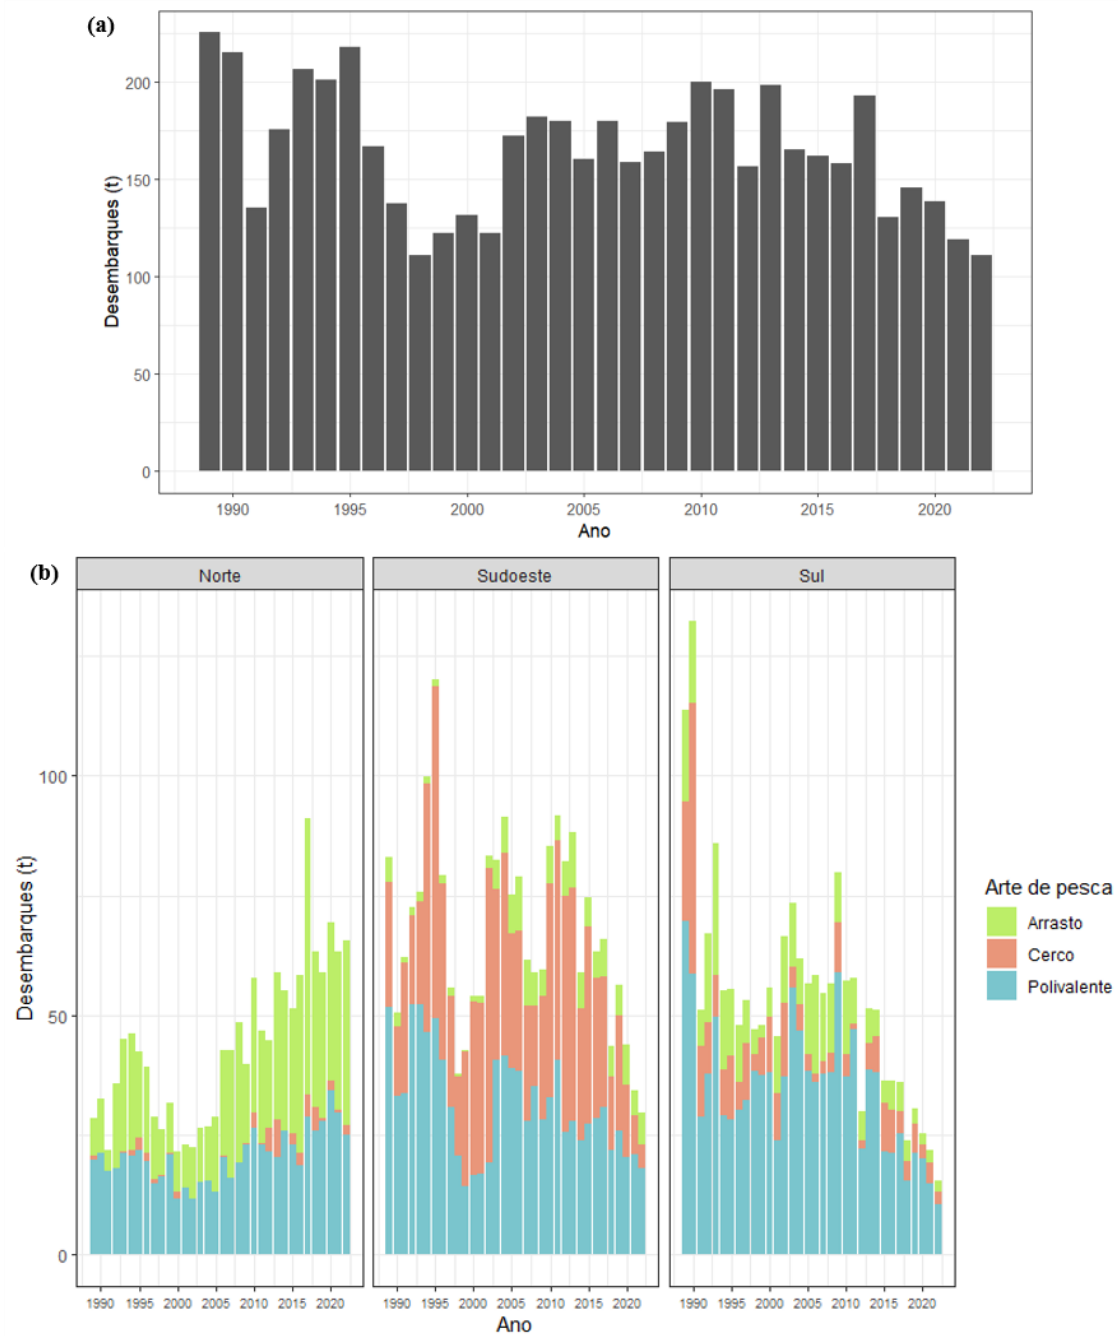 (a)
Desembarques (t)
200
150
100
50
0
1990 1995 2000 2005 2010 2015 2020
Ano
(b)
Norte Sudoeste Sul
Desembarques (t)
100
50
0
1990 1995 2000 2005 2010 2015 2020 1990 1995 2000 2005 2010 2015 2020 1990 1995 2000 2005 2010 2015 2020
Ano
Arte de pesca
Arrasto
Cerco
Polivalente